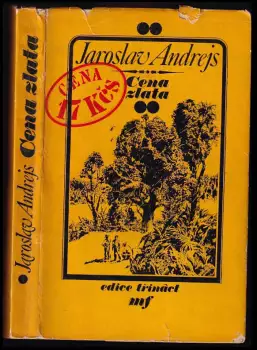 Jaroslav Andrejs Cena zlata
Jaroslav Andrejs
Cena
zlata
CENA
17 Kčs
edice třináct
mf